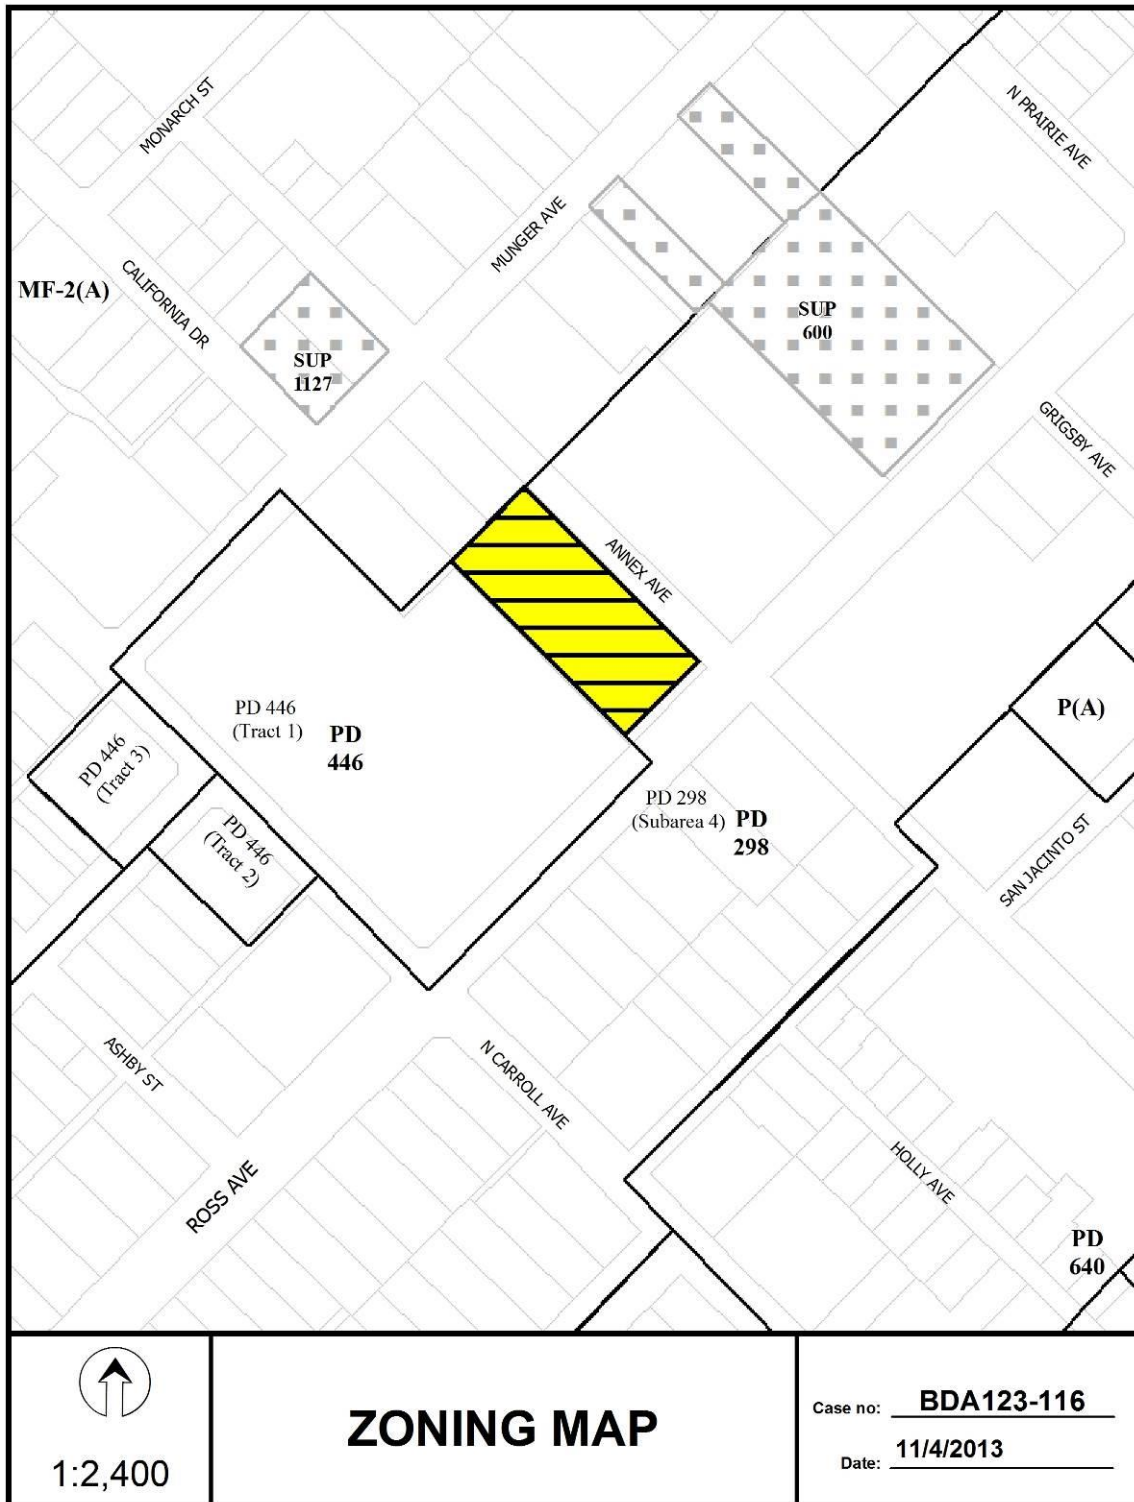 MONARCH ST
N PRAIRIE AVE
MUNGER AVE
CALIFORNIA DR
MF-2(A)
SUP
600
SUP
1127
GRIGSBY AVE
ANNEX AVE
P(A)
PD 446
(Tract 1)
PD
446
PD 446
(Tract 3)
PD 446
(Tract 2)
PD 298
(Subarea 4)
PD
298
SAN JACINTO ST
ASHBY ST
N CARROLL AVE
ROSS AVE
HOLLY AVE
PD
640
1:2,400
ZONING MAP
Case no: BDA123-116
Date: 11/4/2013